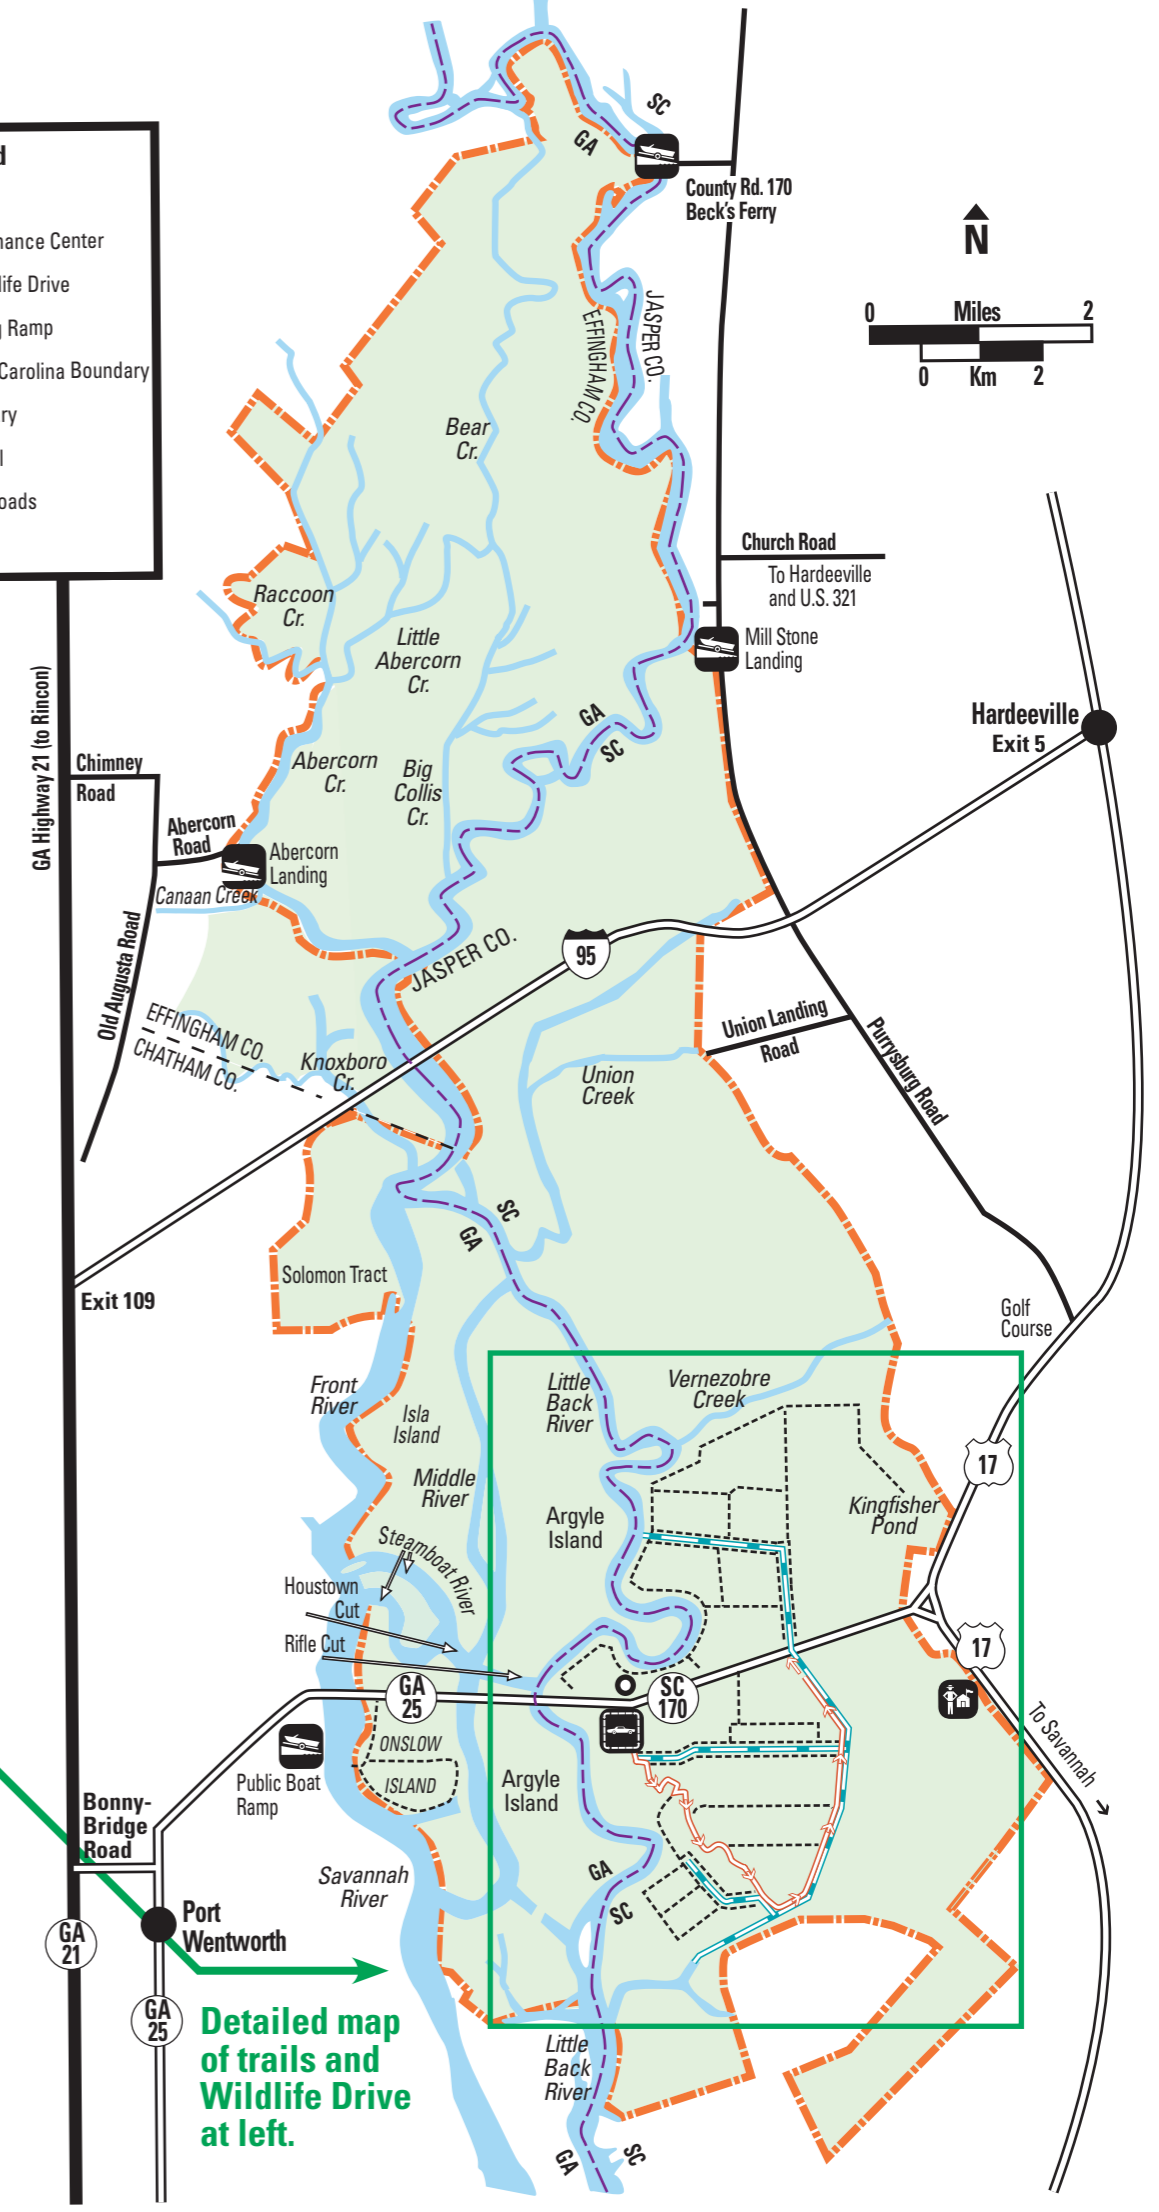 SC
GA
County Rd. 170
Beck's Ferry
N
0 Miles 2
0 Km 2
nance Center
life Drive
Ramp
Carolina Boundary
ry
l
oads
JASPER CO.
EFFINGHAM CO.
Bear
Cr.
Church Road
To Hardeeville
and U.S. 321
Raccoon
Cr.
Little
Abercorn
Cr.
Mill Stone
Landing
GA
SC
Hardeeville
Exit 5
GA Highway 21 (to Rincon)
Chimney
Road
Abercorn
Cr.
Big
Collis
Cr.
Abercorn
Road
Abercorn
Landing
Canaan Creek
Old Augusta Road
JASPER CO.
95
EFFINGHAM CO.
CHATHAM CO.
Knoxboro
Cr.
Union
Creek
Union Landing
Road
Purrysburg Road
SC
GA
Solomon Tract
Exit 109
Golf
Course
Front
River
Isla
Island
Little
Back
River
Vernezobre
Creek
Middle
River
17
Kingfisher
Pond
Argyle
Island
Steamboat River
Houstown
Cut
Rifle Cut
17
GA
25
SC
170
To Savannah
ONSLOW
ISLAND
Public Boat
Ramp
Argyle
Island
Bonny-
Bridge
Road
Savannah
River
GA
SC
Port
Wentworth
GA
21
GA
25
Detailed map
of trails and
Wildlife Drive
at left.
Little
Back
River
GA
SC